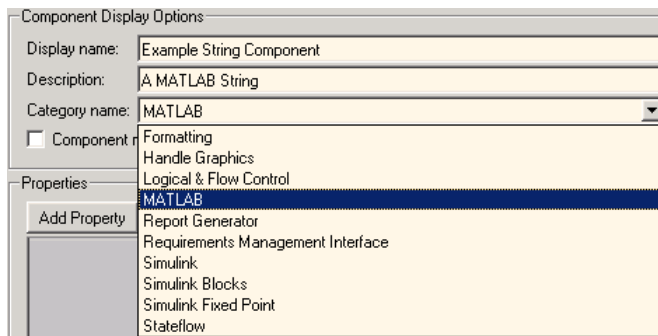 Component Display Options
Display name: Example String Component
Description: A MATLAB String
Category name: MATLAB
Component
Formatting
Handle Graphics
Logical & Flow Control
Properties
MATLAB
Add Property
Report Generator
Requirements Management Interface
Simulink
Simulink Blocks
Simulink Fixed Point
Stateflow